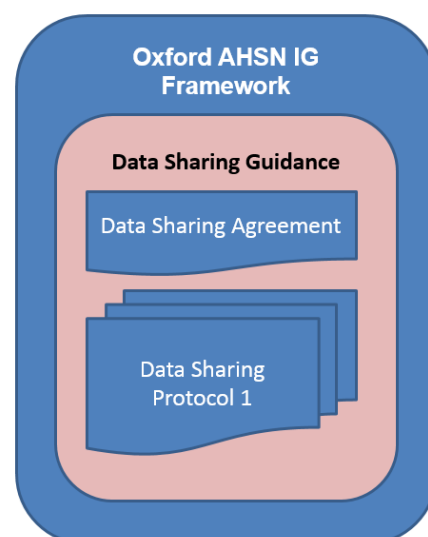 Oxford AHSN IG
Framework
Data Sharing Guidance
Data Sharing Agreement
Data Sharing
Protocol 1